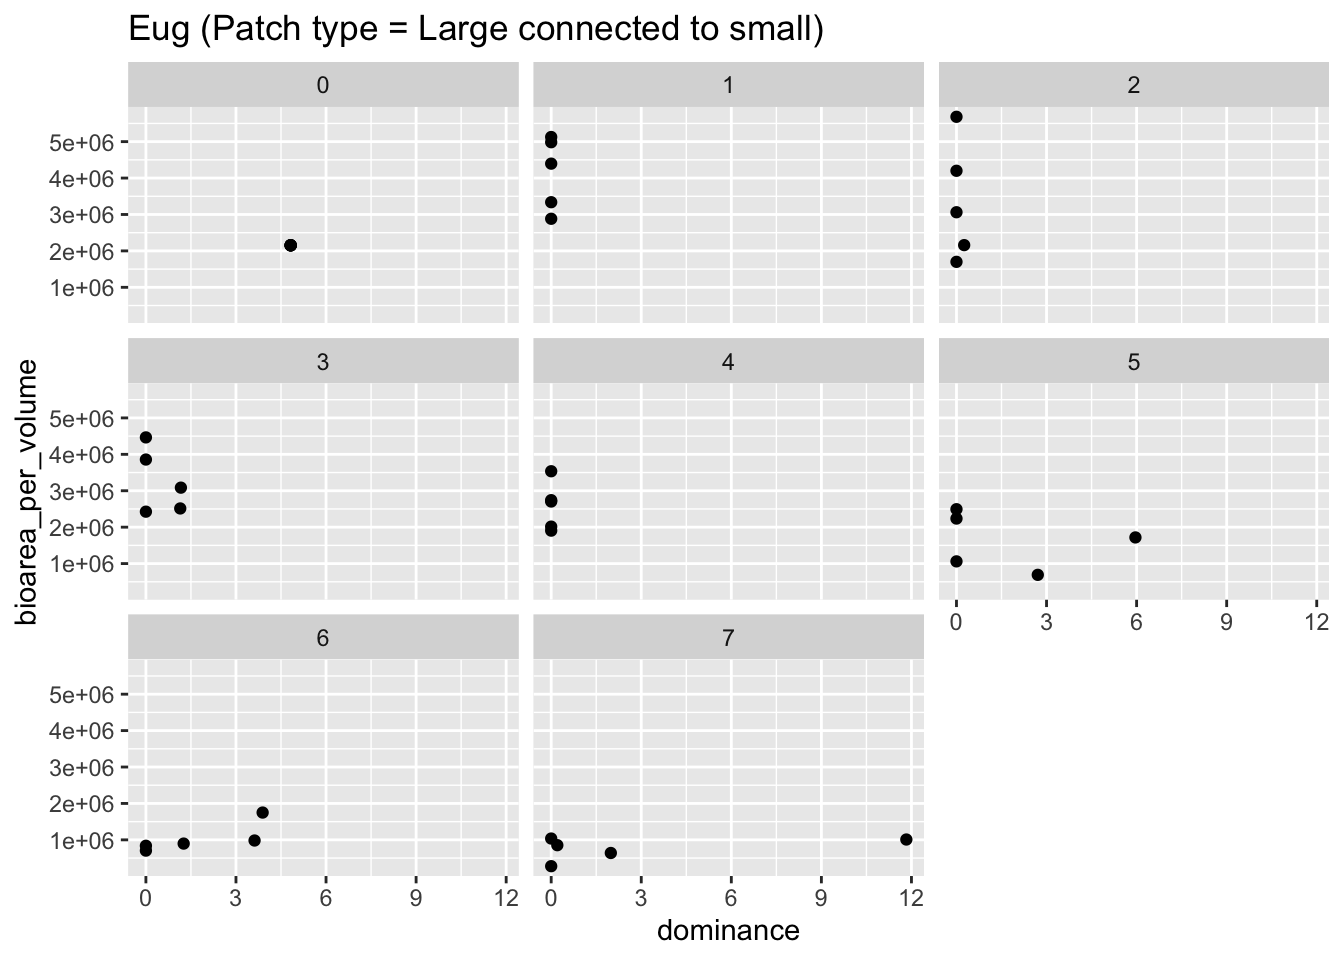 Eug (Patch type = Large connected to small)
0 1 2
5e+06
4e+06
3e+06
2e+06
1e+06
3 4 5
5e+06
4e+06
3e+06
2e+06
1e+06
0 3 6 9 12
6 7
5e+06
4e+06
3e+06
2e+06
1e+06
0 3 6 9 12 0 3 6 9 12
dominance
bioarea_per_volume